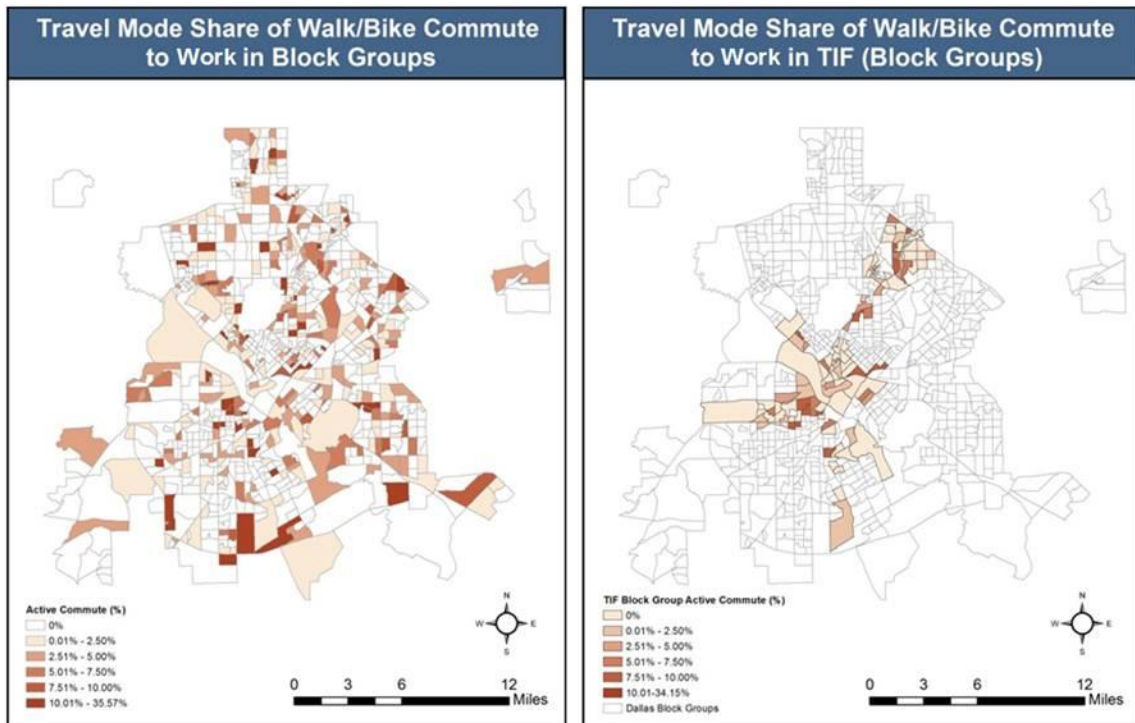 Travel Mode Share of Walk/Bike Commute
to Work in Block Groups
Active Commute (%)
0%
0.01% - 2.50%
2.51% - 5.00%
5.01% - 7.50%
7.51% - 10.00%
10.01% - 35.57%
N
W
E
S
0
3
6
12
Miles
Travel Mode Share of Walk/Bike Commute
to Work in TIF (Block Groups)
TIF Block Group Active Commute (%)
0%
0.01% - 2.50%
2.51% - 5.00%
5.01% - 7.50%
7.51% - 10.00%
10.01-34.15%
Dallas Block Groups
N
W
E
S
0
3
6
12
Miles